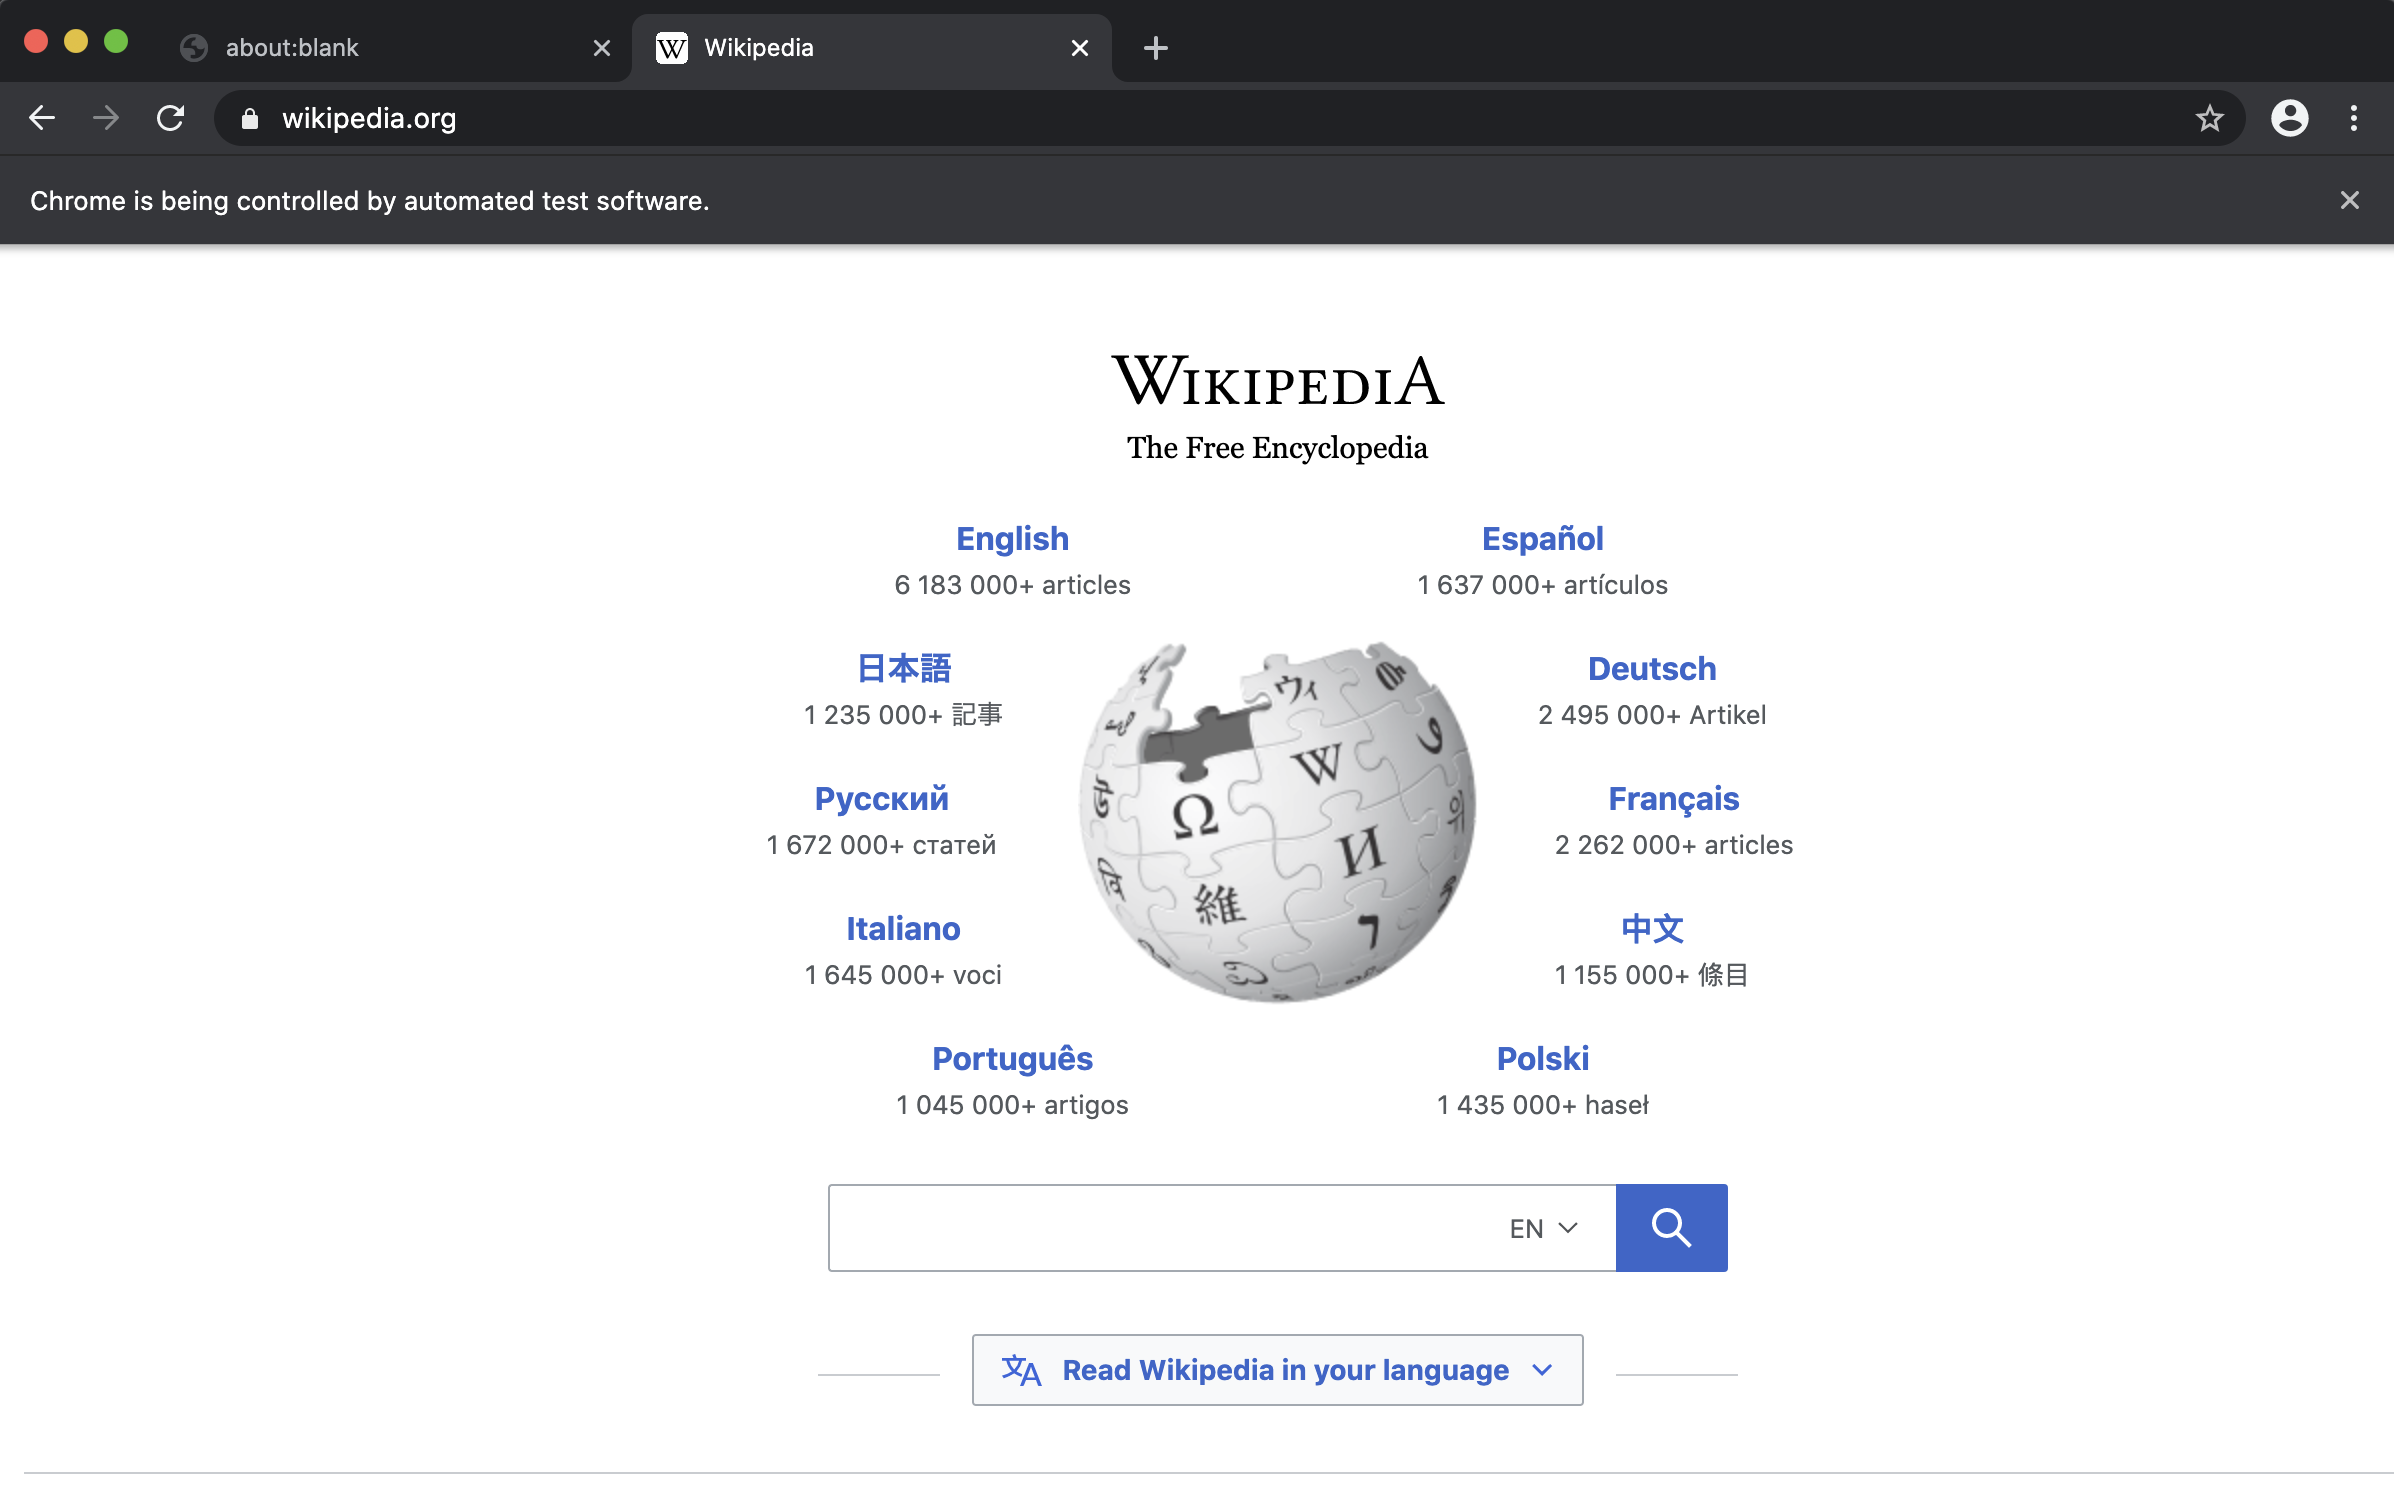 about:blank
Wikipedia
wikipedia.org
Chrome is being controlled by automated test software.
WIKIPEDIA
The Free Encyclopedia
English
6 183 000+ articles
Español
1 637 000+ artículos
日本語
1 235 000+ 記事
Deutsch
2 495 000+ Artikel
Русский
1 672 000+ статей
Français
2 262 000+ articles
Italiano
1 645 000+ voci
中文
1 155 000+ 條目
Português
1 045 000+ artigos
Polski
1 435 000+ haseł
Ω
W
И
維
ウィ
EN
Read Wikipedia in your language